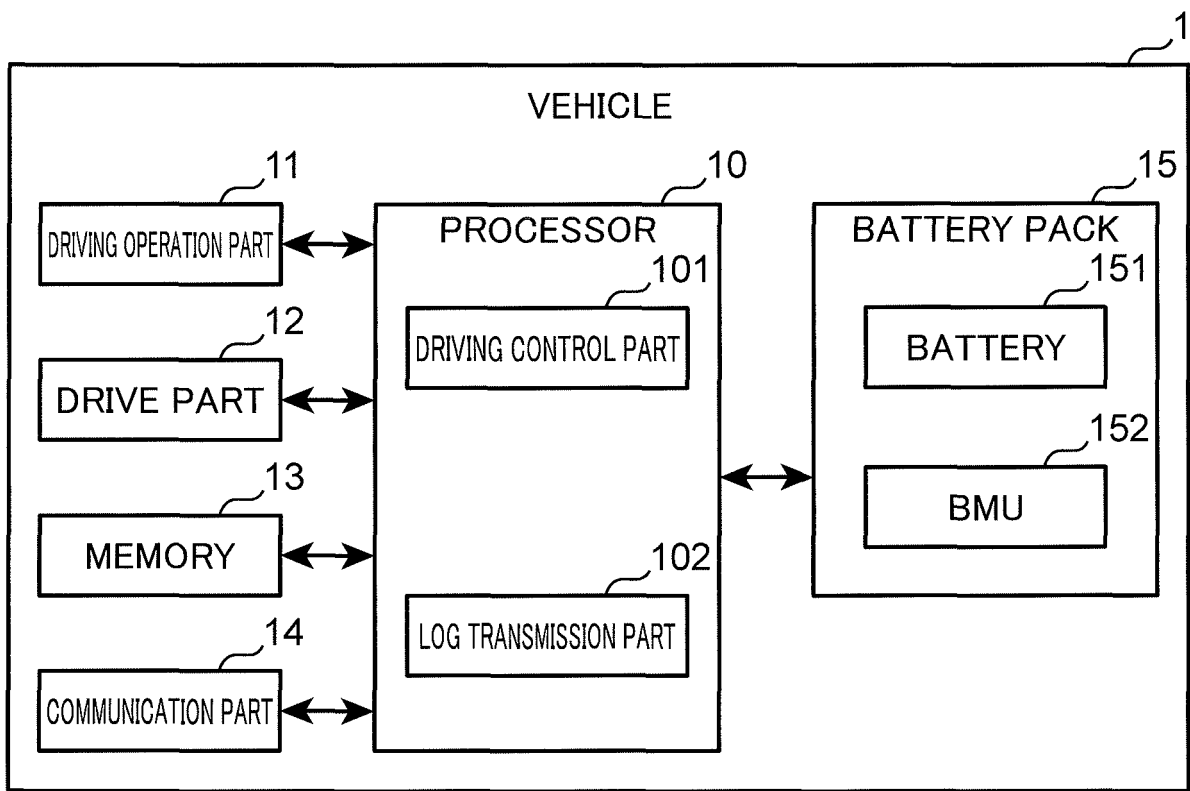 1
VEHICLE
11
DRIVING OPERATION PART
12
DRIVE PART
13
MEMORY
14
COMMUNICATION PART
10
PROCESSOR
101
DRIVING CONTROL PART
102
LOG TRANSMISSION PART
15
BATTERY PACK
151
BATTERY
152
BMU